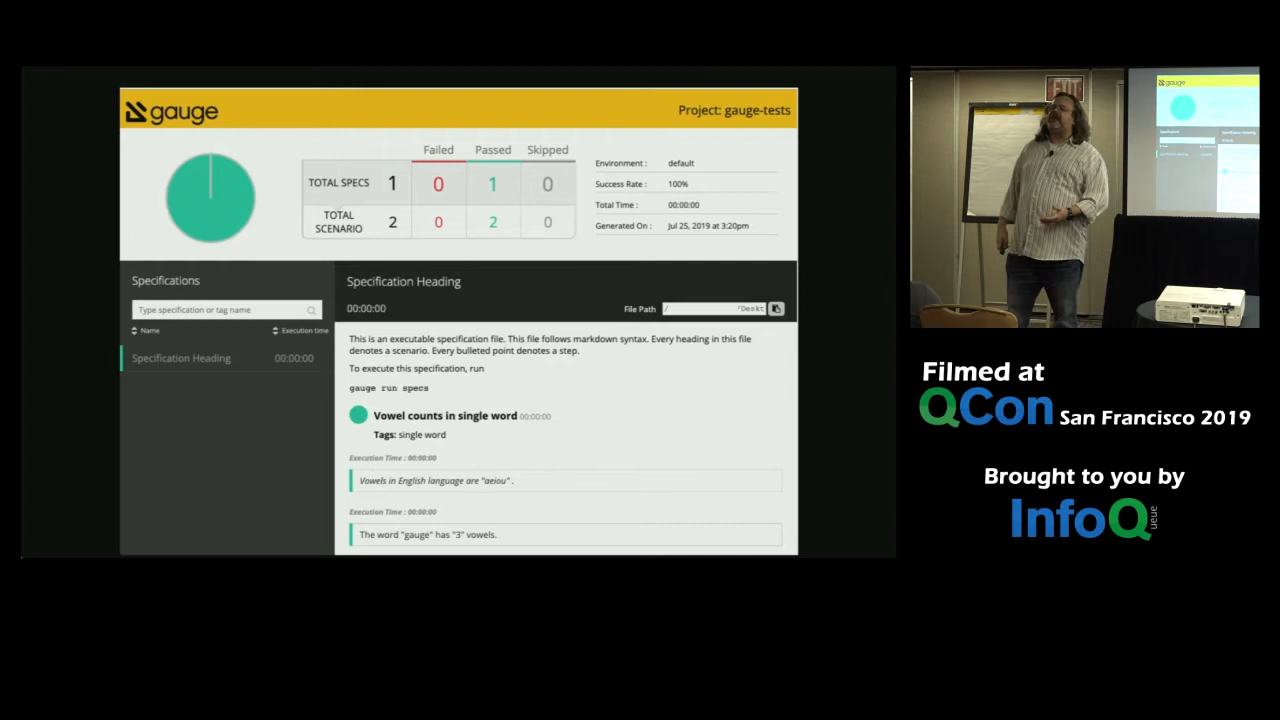 gauge
Project: gauge-tests
Failed Passed Skipped
TOTAL SPECS 1 0 1 0
TOTAL SCENARIO 2 0 2 0
Environment : default
Success Rate : 100%
Total Time : 00:00:00
Generated On : Jul 25, 2019 at 3:20pm
Specifications
Type specification or tag name
Name Execution time
Specification Heading 00:00:00
Specification Heading
00:00:00
File Path / /Deskt
This is an executable specification file. This file follows markdown syntax. Every heading in this file
denotes a scenario. Every bulleted point denotes a step.
To execute this specification, run
gauge run specs
Vowel counts in single word 00:00:00
Tags: single word
Execution Time : 00:00:00
Vowels in English language are "aeiou" .
Execution Time : 00:00:00
The word "gauge" has "3" vowels.
EXIT
gauge
Filmed at
QCon San Francisco 2019
Brought to you by
InfoQ
ueue